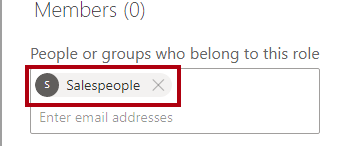 Members (0)
People or groups who belong to this role
S Salespeople
Enter email addresses